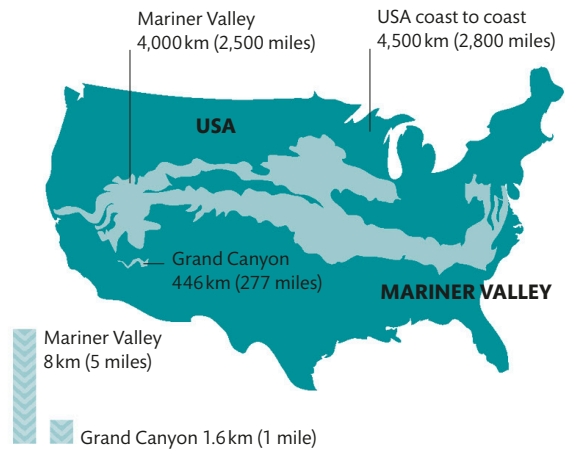 Mariner Valley
4,000 km (2,500 miles)
USA coast to coast
4,500 km (2,800 miles)
USA
Grand Canyon
446 km (277 miles)
MARINER VALLEY
Mariner Valley
8 km (5 miles)
Grand Canyon 1.6 km (1 mile)